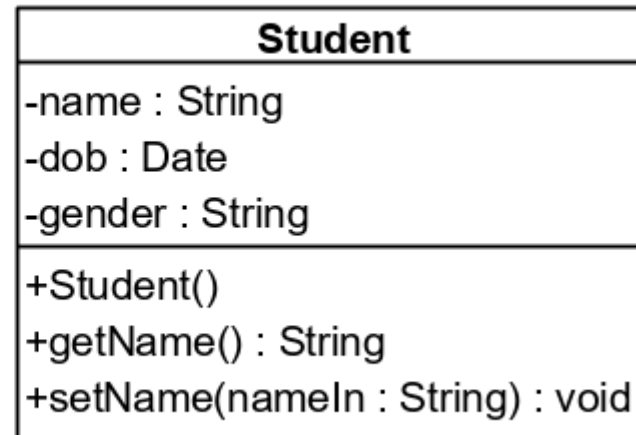 Student
-name : String
-dob : Date
-gender : String
+Student()
+getName() : String
+setName(nameIn : String) : void